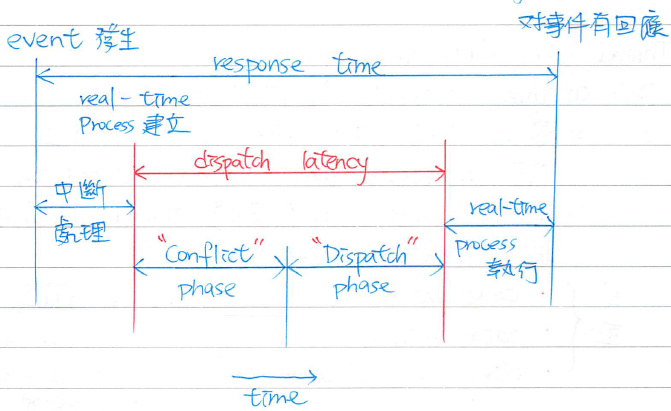 event 發生
对事件有回應
response time
real-time
Process 建立
dispatch latency
中斷
處理
real-time
process
執行
"Conflict"
phase
"Dispatch"
phase
time